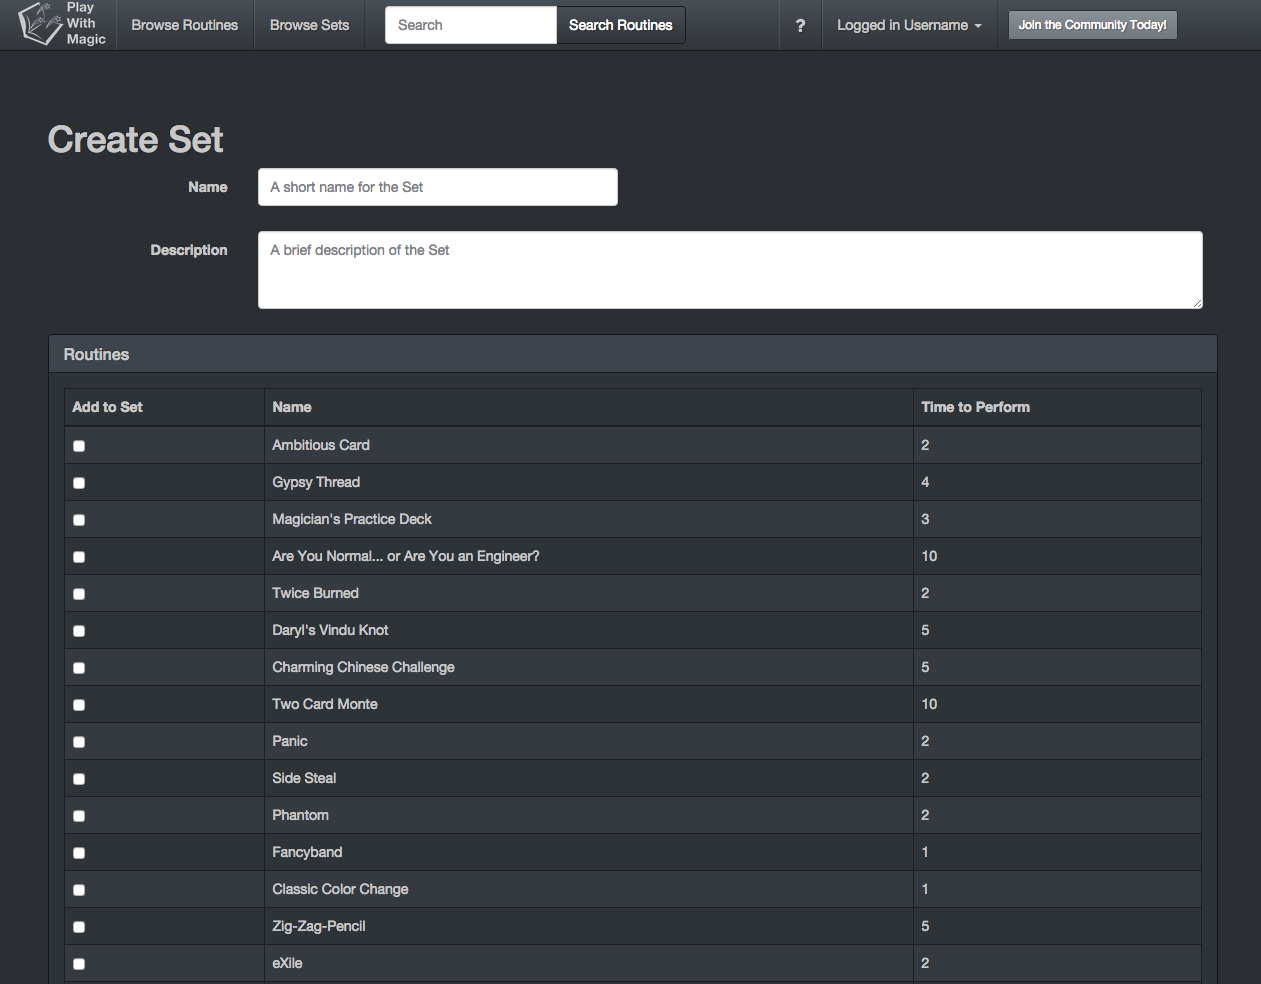 Play
With
Magic
Browse Routines
Browse Sets
Search
Search Routines
?
Logged in Username
Join the Community Today!
Create Set
Name
A short name for the Set
Description
A brief description of the Set
Routines
Add to Set Name Time to Perform
Ambitious Card 2
Gypsy Thread 4
Magician's Practice Deck 3
Are You Normal... or Are You an Engineer? 10
Twice Burned 2
Daryl's Vindu Knot 5
Charming Chinese Challenge 5
Two Card Monte 10
Panic 2
Side Steal 2
Phantom 2
Fancyband 1
Classic Color Change 1
Zig-Zag-Pencil 5
eXile 2